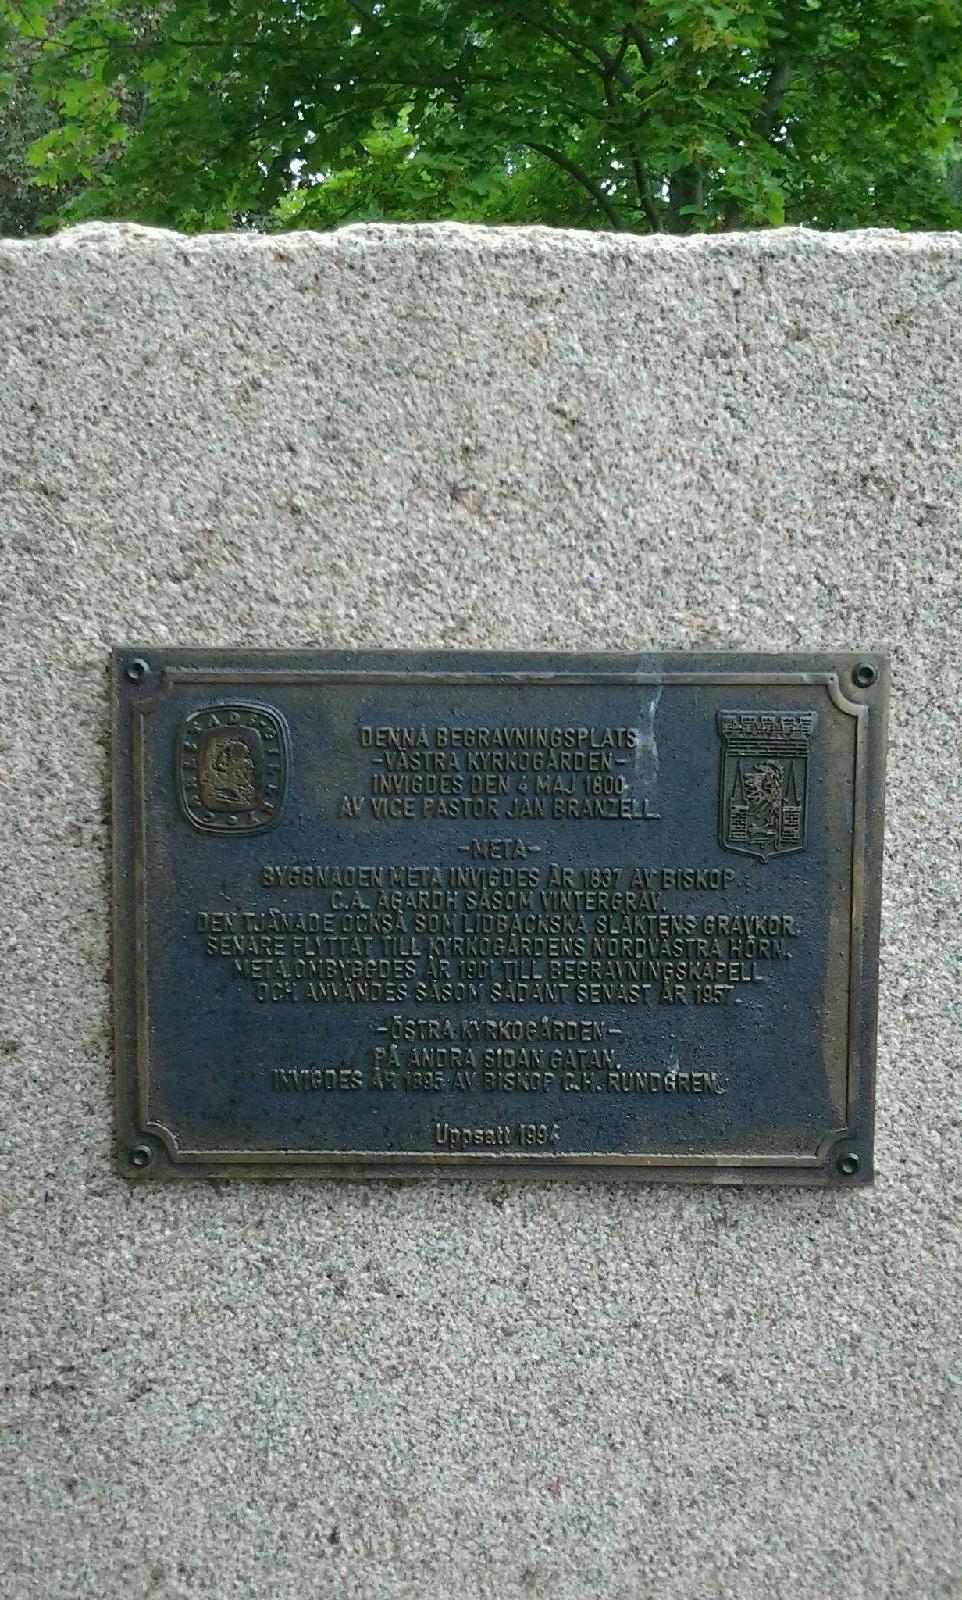 DENNA BEGRAVNINGSPLATS
-VÄSTRA KYRKOGÅRDEN-
INVIGDES DEN 4 MAJ 1800
AV VICE PASTOR JAN BRANZELL.
-META-
BYGGNADEN META INVIGDES ÅR 1837 AV BISKOP
C.A. AGARDH SÅSOM VINTERGRAV.
DEN TJÄNADE OCKSÅ SOM LIDBACKSKA SLÄKTENS GRAVKOR.
SENARE FLYTTAT TILL KYRKOGÅRDENS NORDVÄSTRA HÖRN.
META OMBYGGDES ÅR 1901 TILL BEGRAVNINGSKAPELL
OCH ANVÄNDES SÅSOM SÅDANT SENAST ÅR 1957.
-ÖSTRA KYRKOGÅRDEN-
PÅ ANDRA SIDAN GATAN,
INVIGDES ÅR 1895 AV BISKOP C.H. RUNDGREN.
Uppsatt 1994